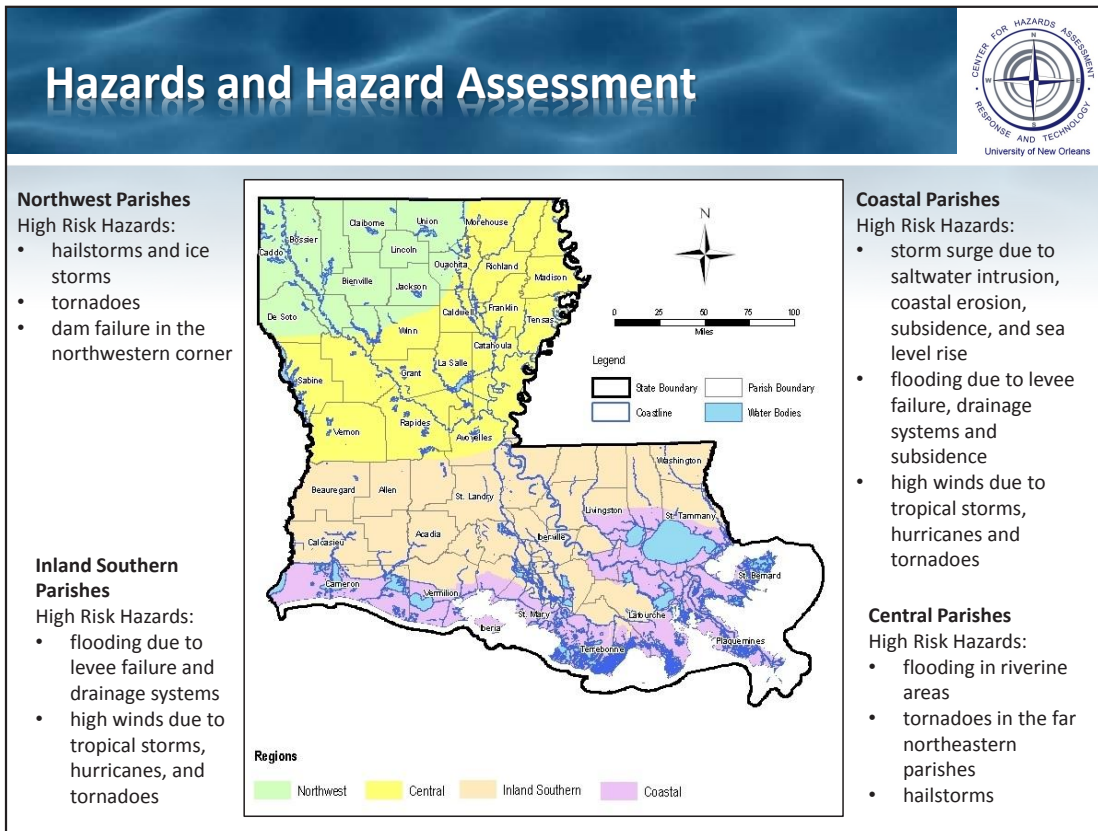 Hazards and Hazard Assessment
CENTER FOR HAZARDS ASSESSMENT
RESPONSE AND TECHNOLOGY
N
W
E
S
University of New Orleans
Northwest Parishes
High Risk Hazards:
• hailstorms and ice
storms
• tornadoes
• dam failure in the
northwestern corner
Inland Southern
Parishes
High Risk Hazards:
• flooding due to
levee failure and
drainage systems
• high winds due to
tropical storms,
hurricanes, and
tornadoes
Claiborne
Union
Morehouse
Bossier
Caddo
Lincoln
Ouachita
Richland
Madison
Bienville
Jackson
De Soto
Franklin
Caldwell
Tensas
Winn
Catahoula
La Salle
Grant
Sabine
Rapides
Vernon
Avoyelles
Washington
Beauregard
Allen
St. Landry
Livingston
St. Tammany
Acadia
Iberville
Calcasieu
St. Bernard
Cameron
Vermilion
St. Mary
Lafourche
Iberia
Plaquemines
Terrebonne
N
0 25 50 75 100
Miles
Legend
State Boundary
Parish Boundary
Coastline
Water Bodies
Regions
Northwest
Central
Inland Southern
Coastal
Coastal Parishes
High Risk Hazards:
• storm surge due to
saltwater intrusion,
coastal erosion,
subsidence, and sea
level rise
• flooding due to levee
failure, drainage
systems and
subsidence
• high winds due to
tropical storms,
hurricanes and
tornadoes
Central Parishes
High Risk Hazards:
• flooding in riverine
areas
• tornadoes in the far
northeastern
parishes
• hailstorms